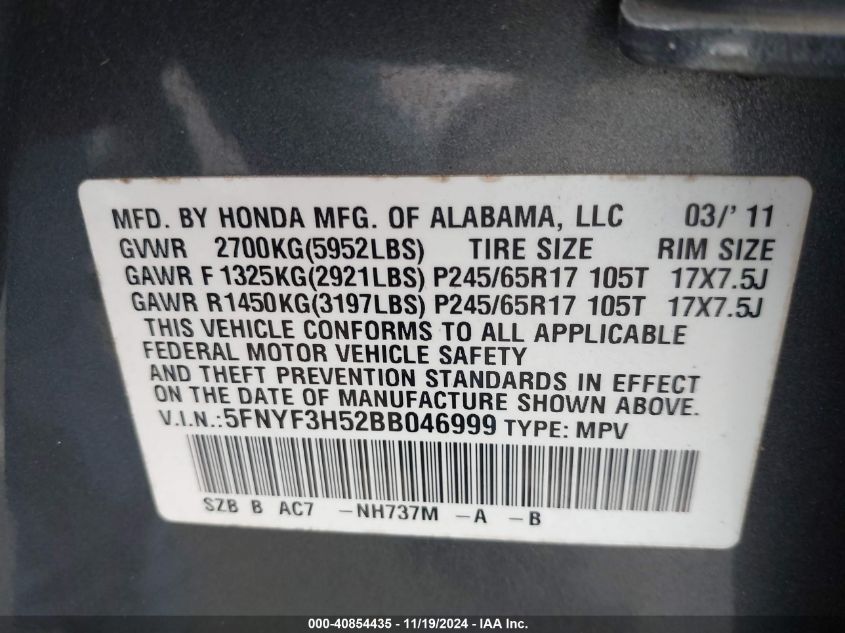 MFD. BY HONDA MFG. OF ALABAMA, LLC 03/' 11
GVWR 2700KG(5952LBS) TIRE SIZE RIM SIZE
GAWR F 1325KG(2921LBS) P245/65R17 105T 17X7.5J
GAWR R1450KG(3197LBS) P245/65R17 105T 17X7.5J
THIS VEHICLE CONFORMS TO ALL APPLICABLE
FEDERAL MOTOR VEHICLE SAFETY
AND THEFT PREVENTION STANDARDS IN EFFECT
ON THE DATE OF MANUFACTURE SHOWN ABOVE.
V.I.N.: 5FNYF3H52BB046999 TYPE: MPV
SZB B AC7 -NH737M -A -B
000-40854435 - 11/19/2024 - IAA Inc.